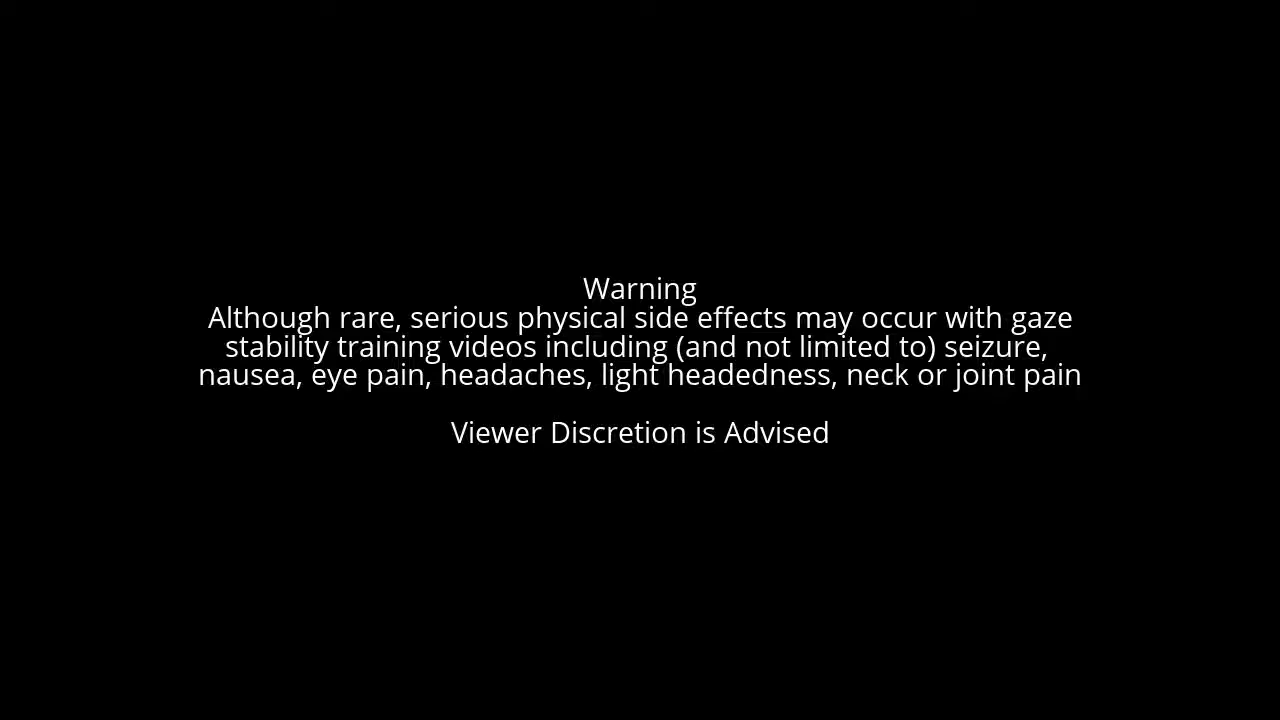 Warning
Although rare, serious physical side effects may occur with gaze
stability training videos including (and not limited to) seizure,
nausea, eye pain, headaches, light headedness, neck or joint pain
Viewer Discretion is Advised